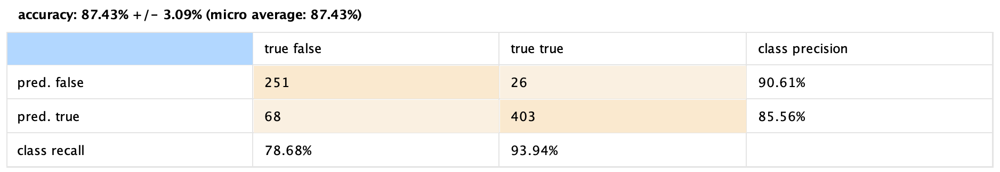 accuracy: 87.43% +/- 3.09% (micro average: 87.43%)
true false true true class precision
pred. false 251 26 90.61%
pred. true 68 403 85.56%
class recall 78.68% 93.94%